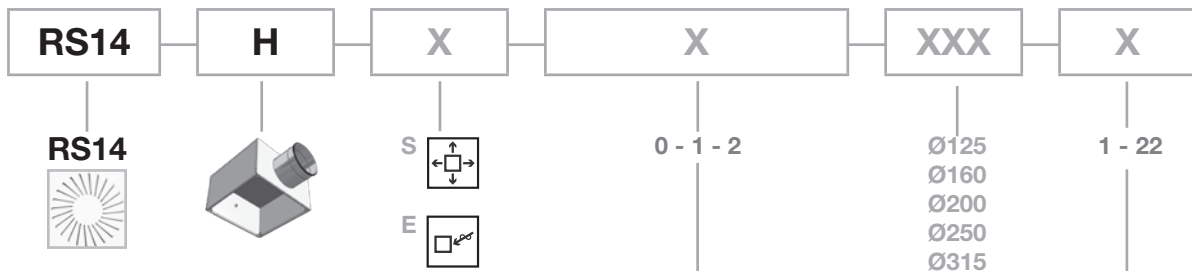 RS14 H X X XXX X
RS14
S
E
0 - 1 - 2
Ø125
Ø160
Ø200
Ø250
Ø315
1 - 22